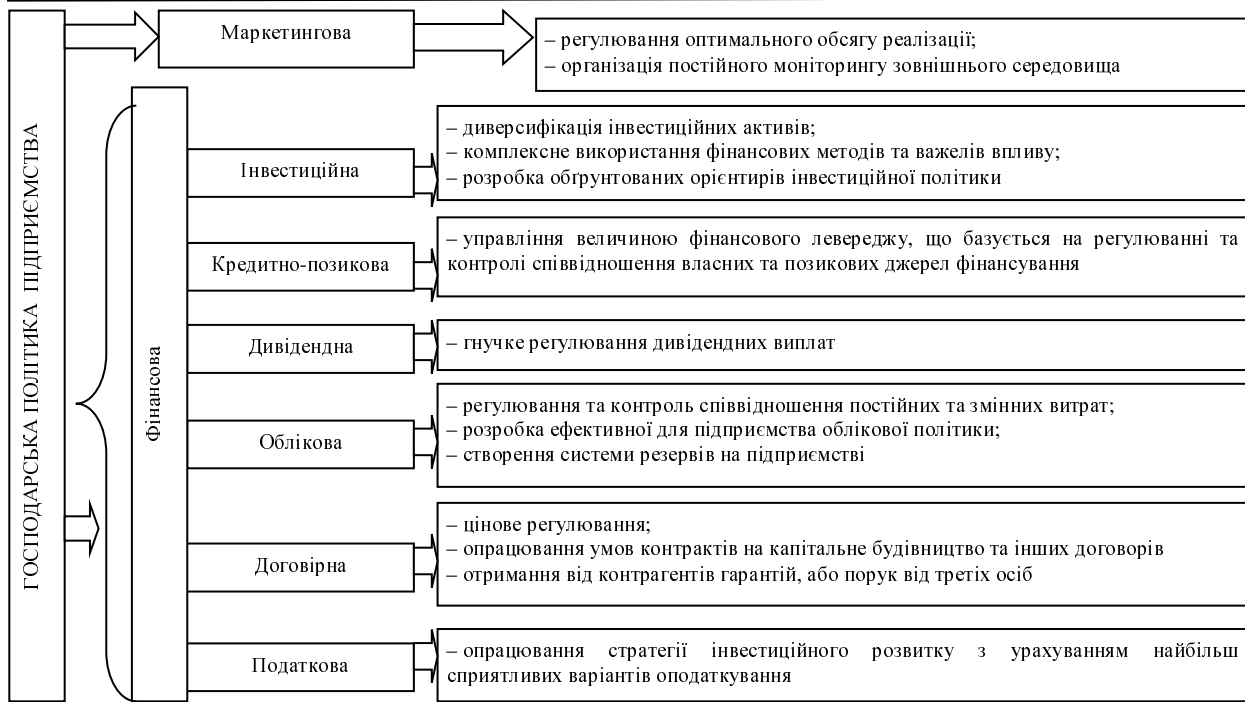 ГОСПОДАРСЬКА ПОЛІТИКА ПІДПРИЄМСТВА
Маркетингова
– регулювання оптимального обсягу реалізації;
– організація постійного моніторингу зовнішнього середовища
Фінансова
Інвестиційна
– диверсифікація інвестиційних активів;
– комплексне використання фінансових методів та важелів впливу;
– розробка обґрунтованих орієнтирів інвестиційної політики
Кредитно-позикова
– управління величиною фінансового левереджу, що базується на регулюванні та
контролі співвідношення власних та позикових джерел фінансування
Дивідендна
– гнучке регулювання дивідендних виплат
Облікова
– регулювання та контроль співвідношення постійних та змінних витрат;
– розробка ефективної для підприємства облікової політики;
– створення системи резервів на підприємстві
Договірна
– цінове регулювання;
– опрацювання умов контрактів на капітальне будівництво та інших договорів
– отримання від контрагентів гарантій, або порук від третіх осіб
Податкова
– опрацювання стратегії інвестиційного розвитку з урахуванням найбільш
сприятливих варіантів оподаткування